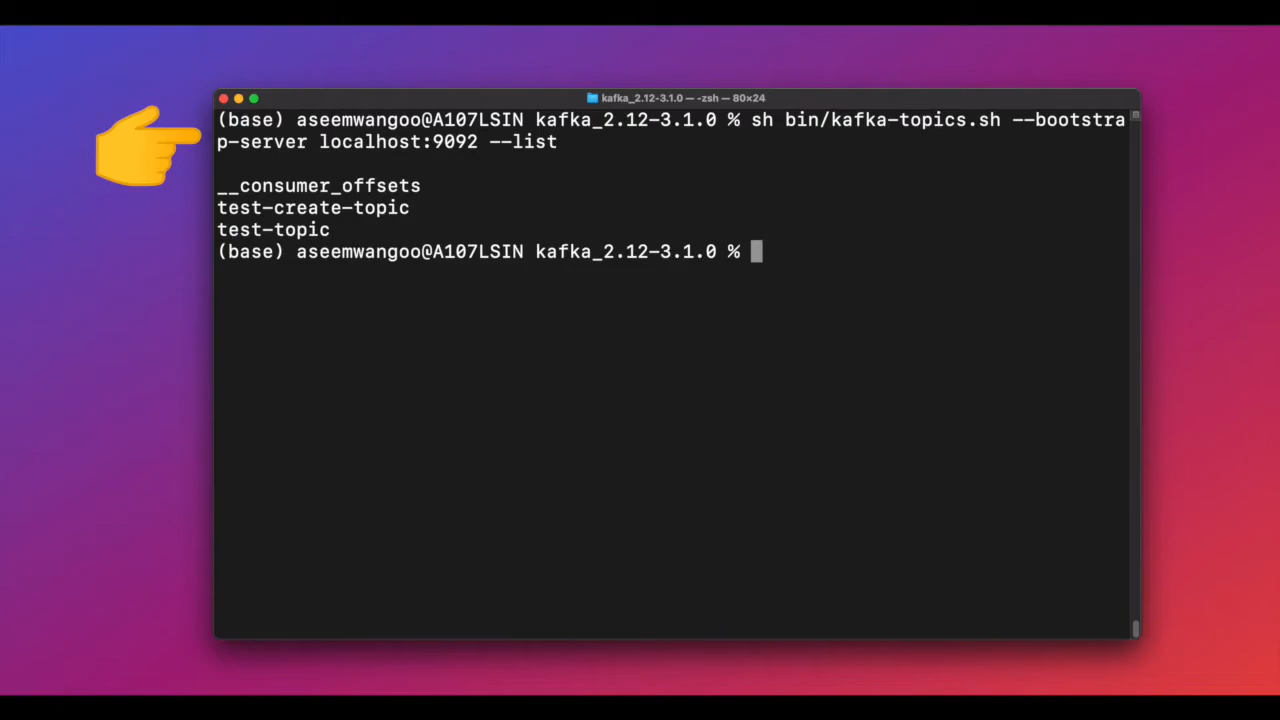 kafka_2.12-3.1.0 — -zsh — 80×24
(base) aseemwangoo@A107LSIN kafka_2.12-3.1.0 % sh bin/kafka-topics.sh --bootstra
p-server localhost:9092 --list
__consumer_offsets
test-create-topic
test-topic
(base) aseemwangoo@A107LSIN kafka_2.12-3.1.0 %